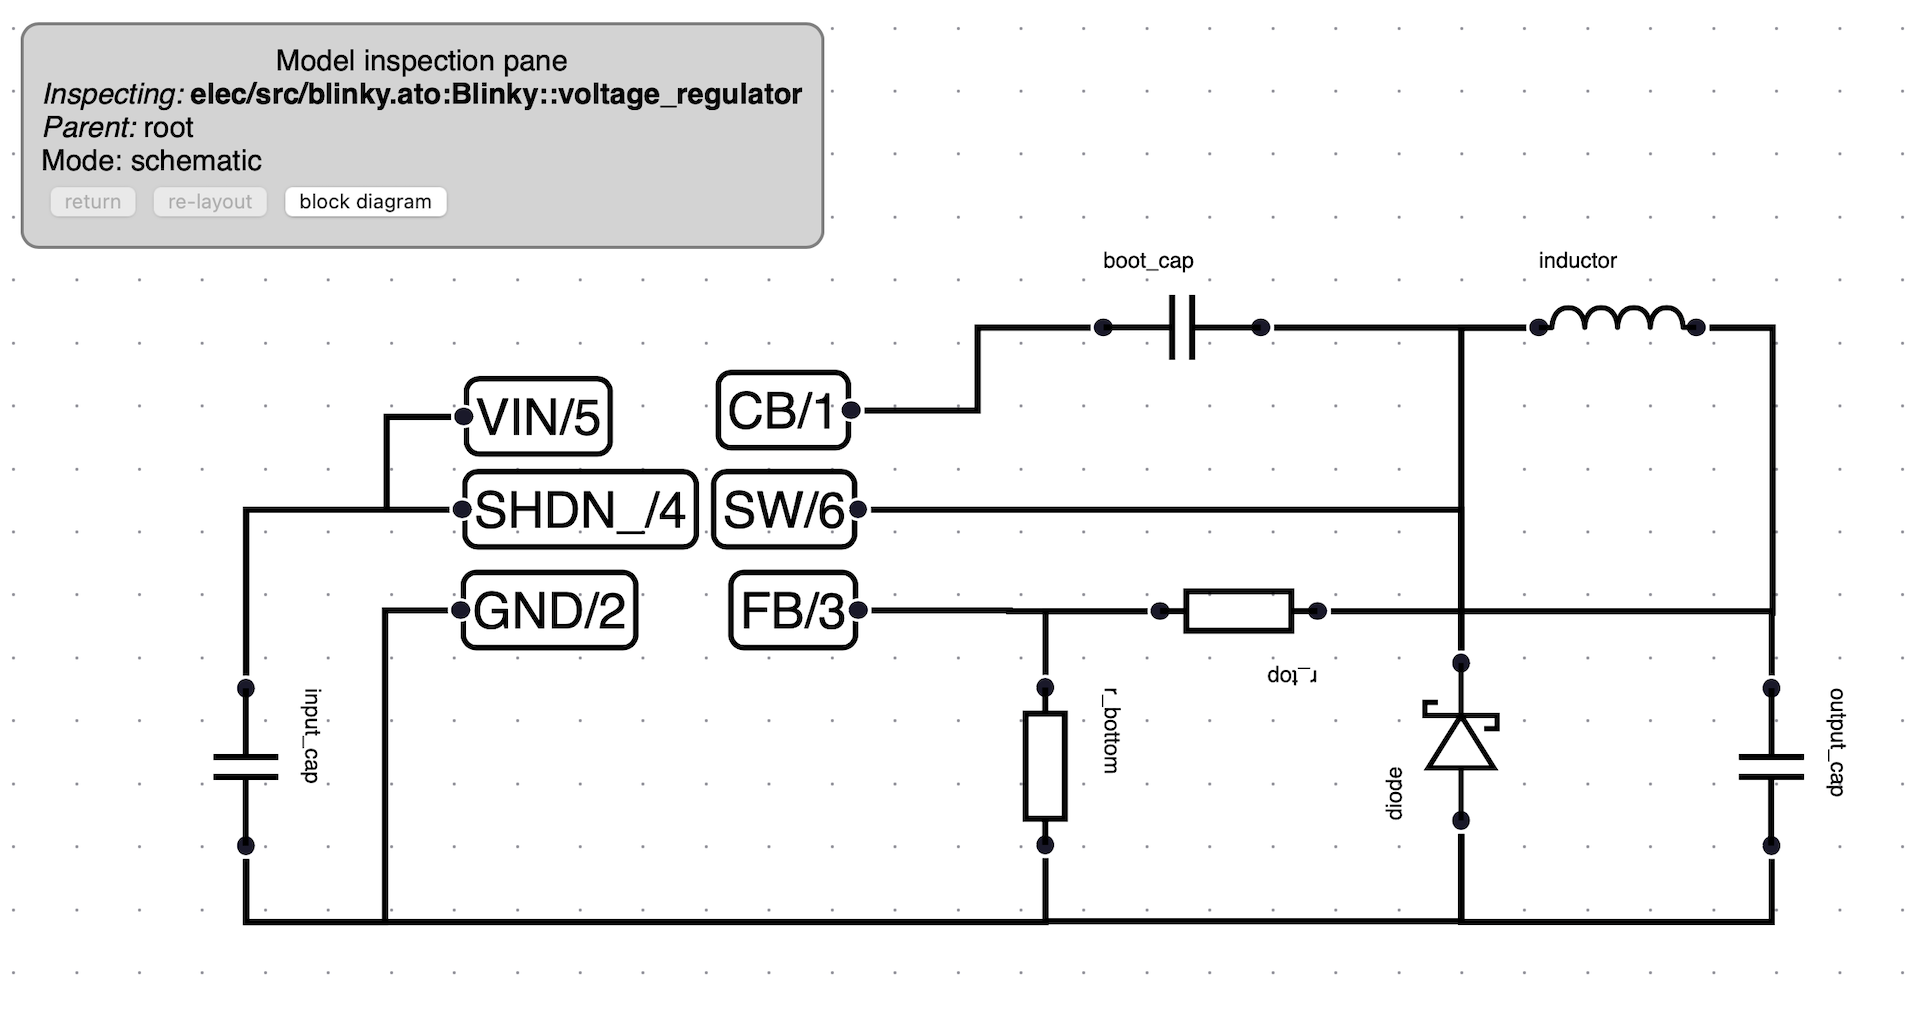 Model inspection pane
Inspecting: elec/src/blinky.ato:Blinky::voltage_regulator
Parent: root
Mode: schematic
return
re-layout
block diagram
boot_cap
inductor
VIN/5
CB/1
SHDN_/4
SW/6
GND/2
FB/3
r_top
input_cap
r_bottom
diode
output_cap